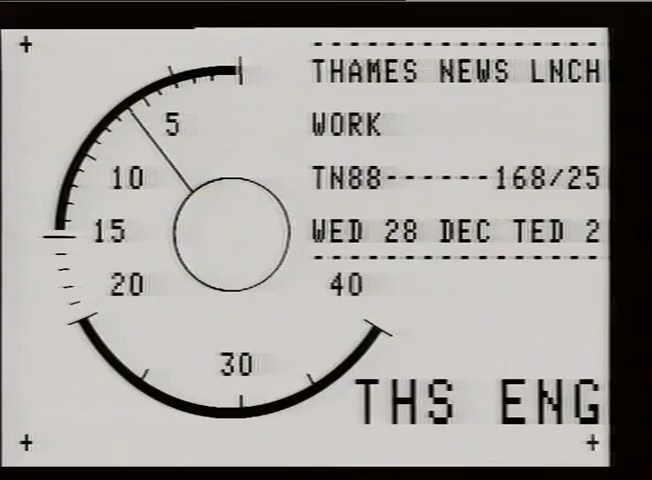 THAMES NEWS LNCH
WORK
TN88------168/25
WED 28 DEC TED 2
5
10
15
20
40
30
THS ENG